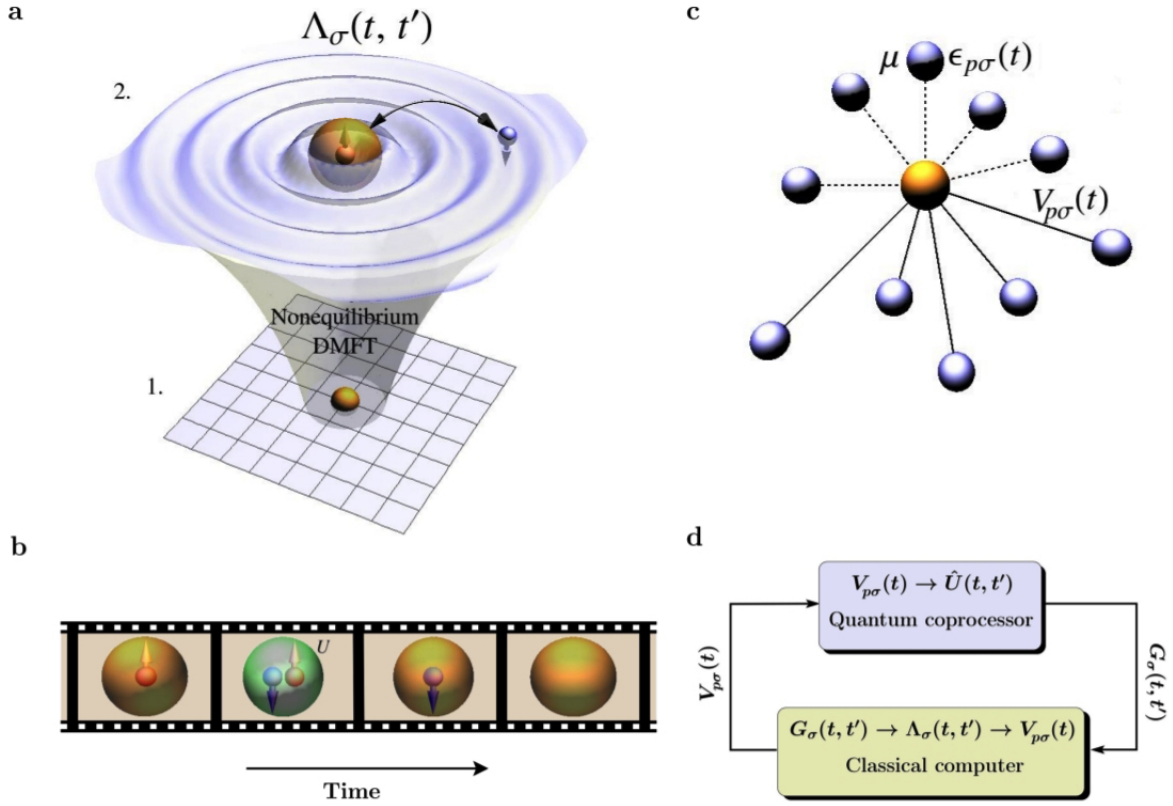 a
Λσ(t, t′)
2.
Nonequilibrium
DMFT
1.
b
U
Time
c
μ ϵpσ(t)
Vpσ(t)
d
Vpσ(t) → Û(t, t′)
Quantum coprocessor
Vpσ(t)
Gσ(t, t′)
Gσ(t, t′) → Λσ(t, t′) → Vpσ(t)
Classical computer